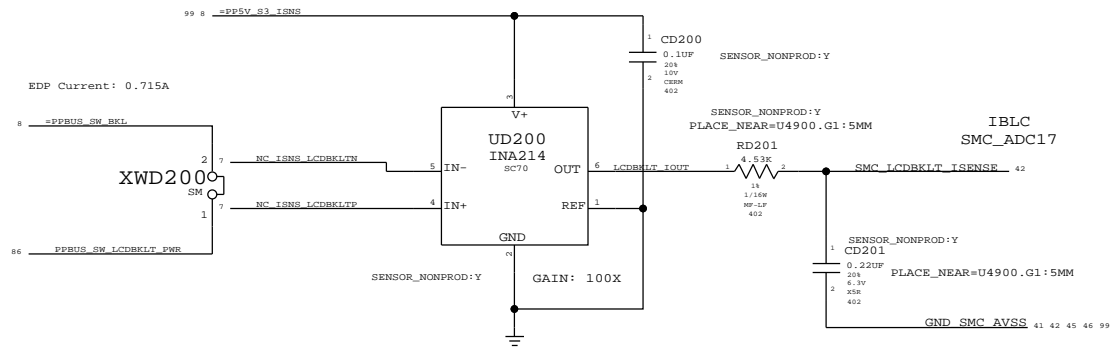 99 8 =PP5V_S3_ISNS
1 CD200
0.1UF
20%
10V
CERM
402
2
SENSOR_NONPROD:Y
EDP Current: 0.715A
8 =PPBUS_SW_BKL
3
V+
UD200
INA214
SC70
2 7 NC_ISNS_LCDBKLTN 5 IN-
XWD200
SM
1 7 NC_ISNS_LCDBKLTP 4 IN+
86 PPBUS_SW_LCDBKLT_PWR
OUT 6 LCDBKLT_IOUT
REF 1
GND
2
SENSOR_NONPROD:Y
GAIN: 100X
SENSOR_NONPROD:Y
PLACE_NEAR=U4900.G1:5MM
RD201
1 4.53K 2
1%
1/16W
MF-LF
402
IBLC
SMC_ADC17
SMC_LCDBKLT_ISENSE 42
SENSOR_NONPROD:Y
1 CD201
0.22UF
20%
6.3V
X5R
402
2
PLACE_NEAR=U4900.G1:5MM
GND_SMC_AVSS 41 42 45 46 99